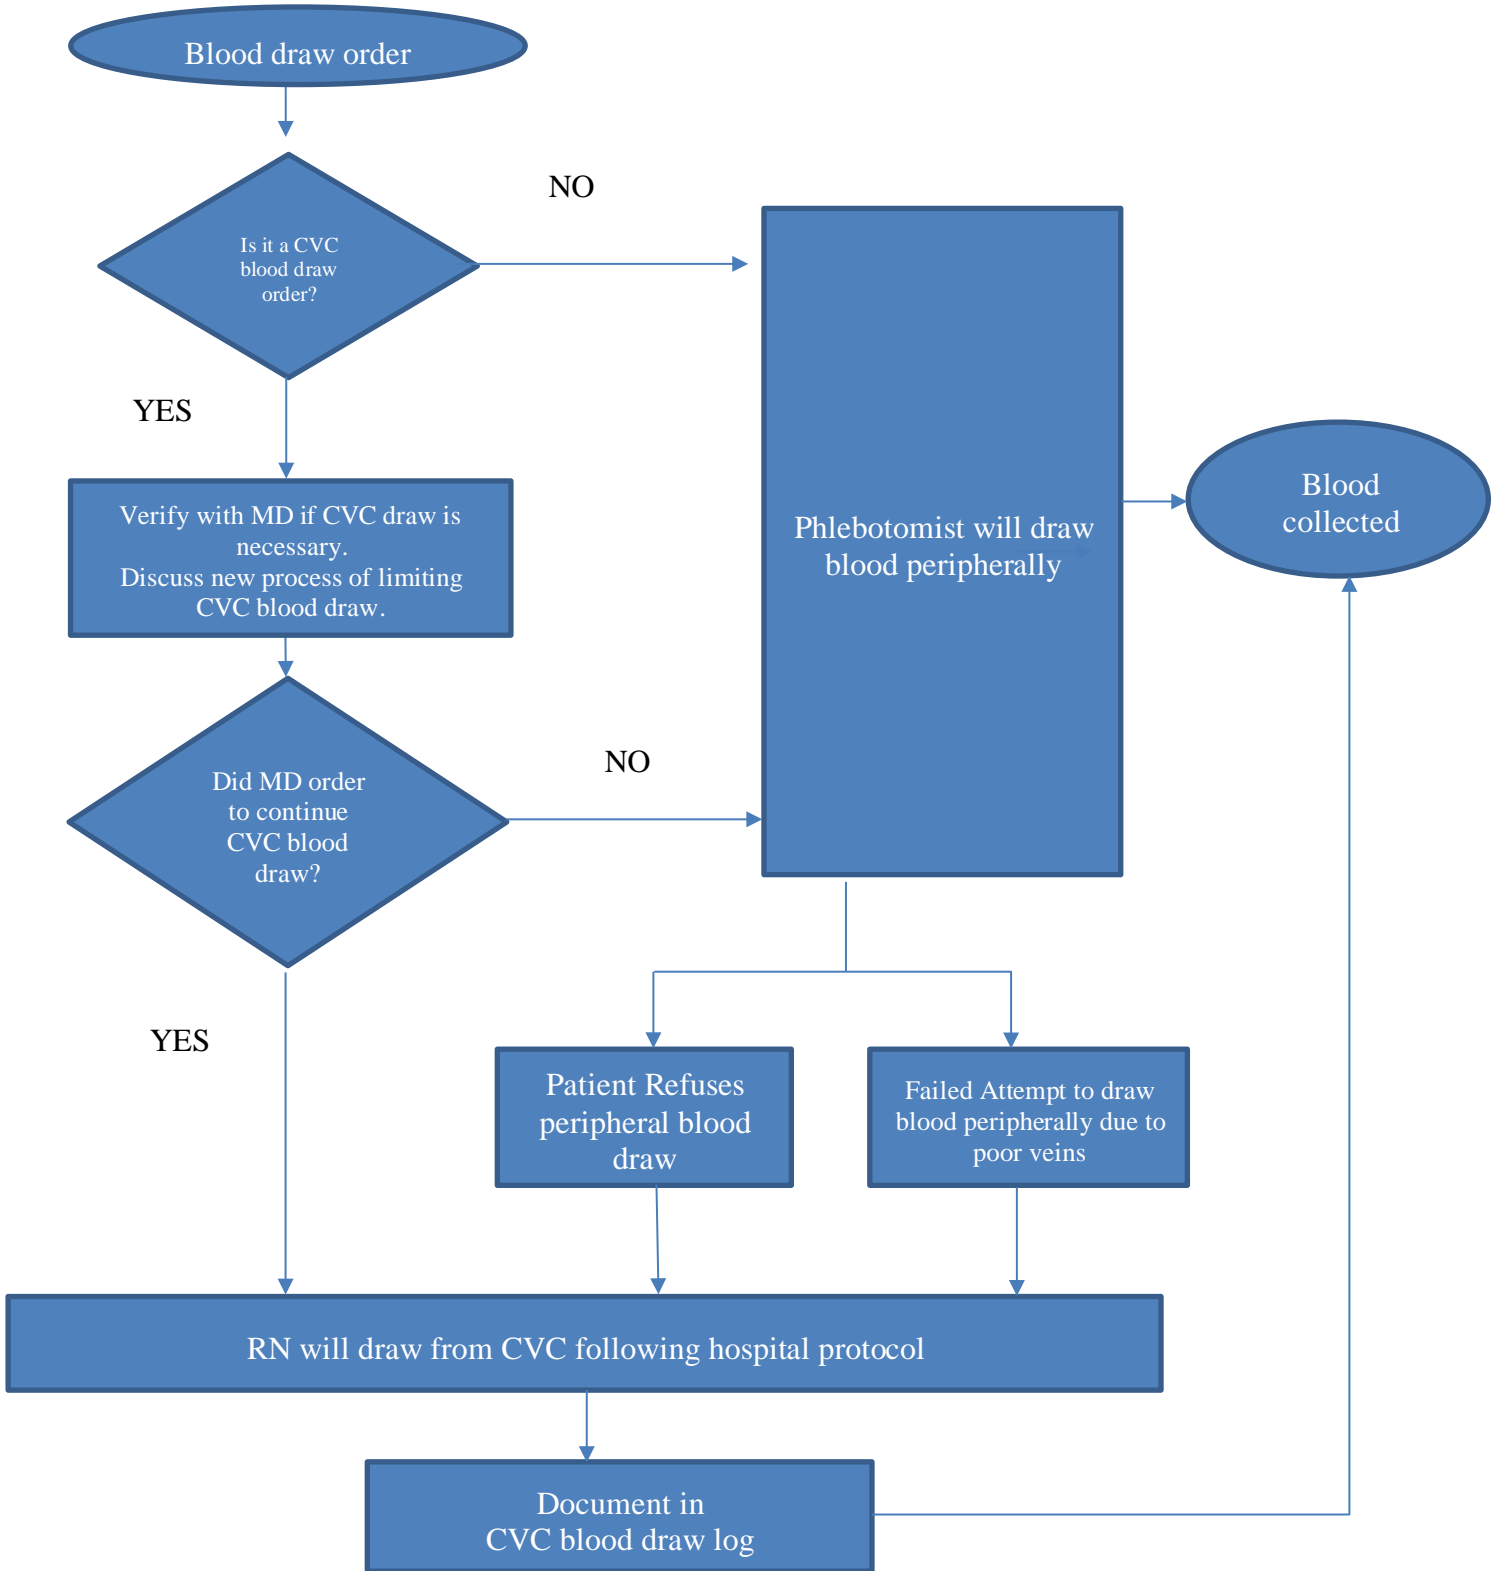 Blood draw order
NO
Is it a CVC
blood draw
order?
YES
Verify with MD if CVC draw is
necessary.
Discuss new process of limiting
CVC blood draw.
Phlebotomist will draw
blood peripherally
Blood
collected
Did MD order
to continue
CVC blood
draw?
NO
YES
Patient Refuses
peripheral blood
draw
Failed Attempt to draw
blood peripherally due to
poor veins
RN will draw from CVC following hospital protocol
Document in
CVC blood draw log